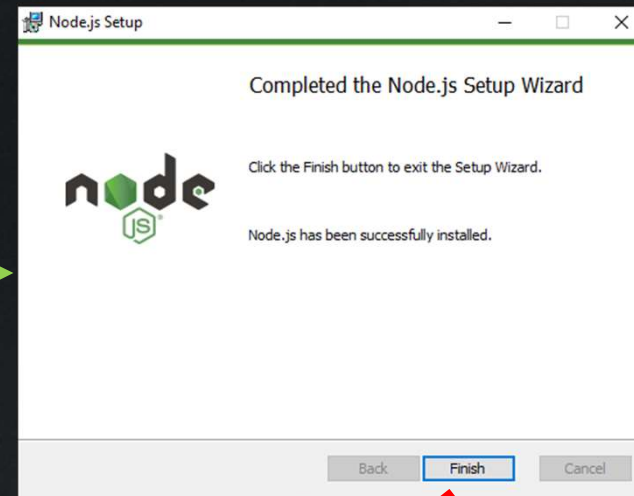 Node.js Setup
Completed the Node.js Setup Wizard
Click the Finish button to exit the Setup Wizard.
node
JS
Node.js has been successfully installed.
Back Finish Cancel